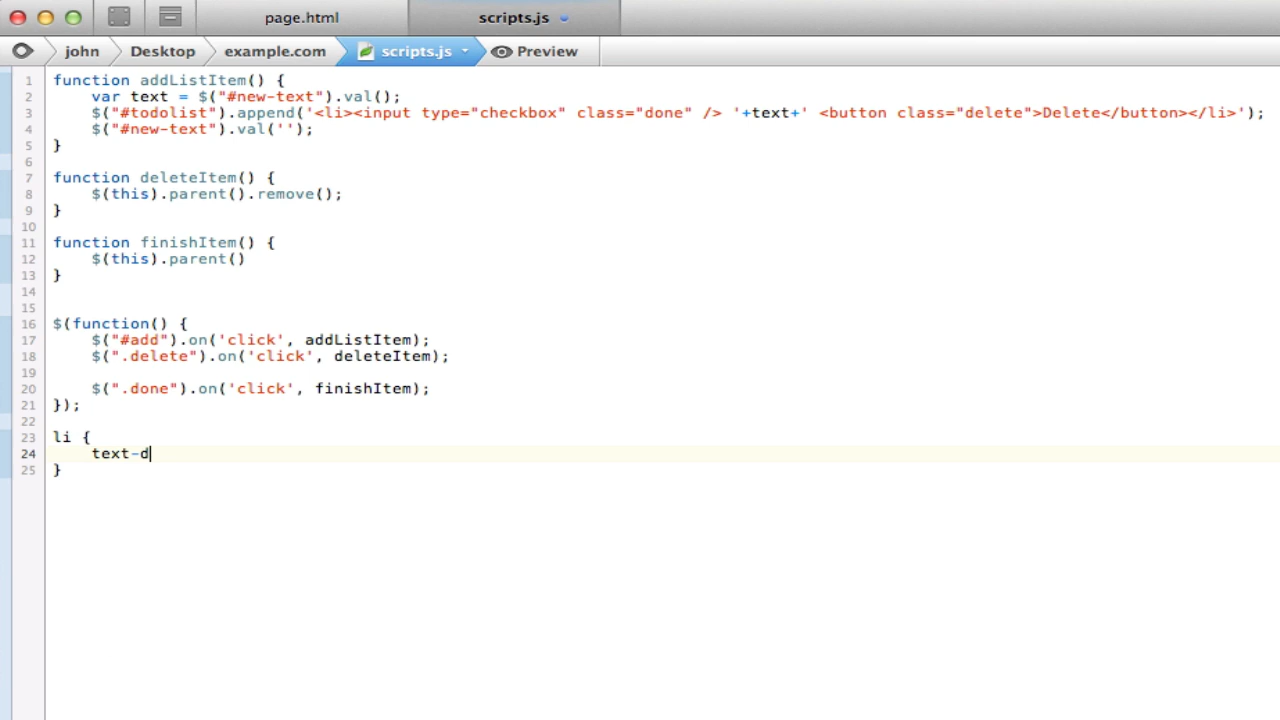 page.html
scripts.js
john Desktop example.com scripts.js Preview
1 function addListItem() {
2 var text = $("#new-text").val();
3 $("#todolist").append('<li><input type="checkbox" class="done" /> '+text+' <button class="delete">Delete</button></li>');
4 $("#new-text").val('');
5 }
6
7 function deleteItem() {
8 $(this).parent().remove();
9 }
10
11 function finishItem() {
12 $(this).parent()
13 }
14
15
16 $(function() {
17 $("#add").on('click', addListItem);
18 $(".delete").on('click', deleteItem);
19
20 $(".done").on('click', finishItem);
21 });
22
23 li {
24 text-d
25 }